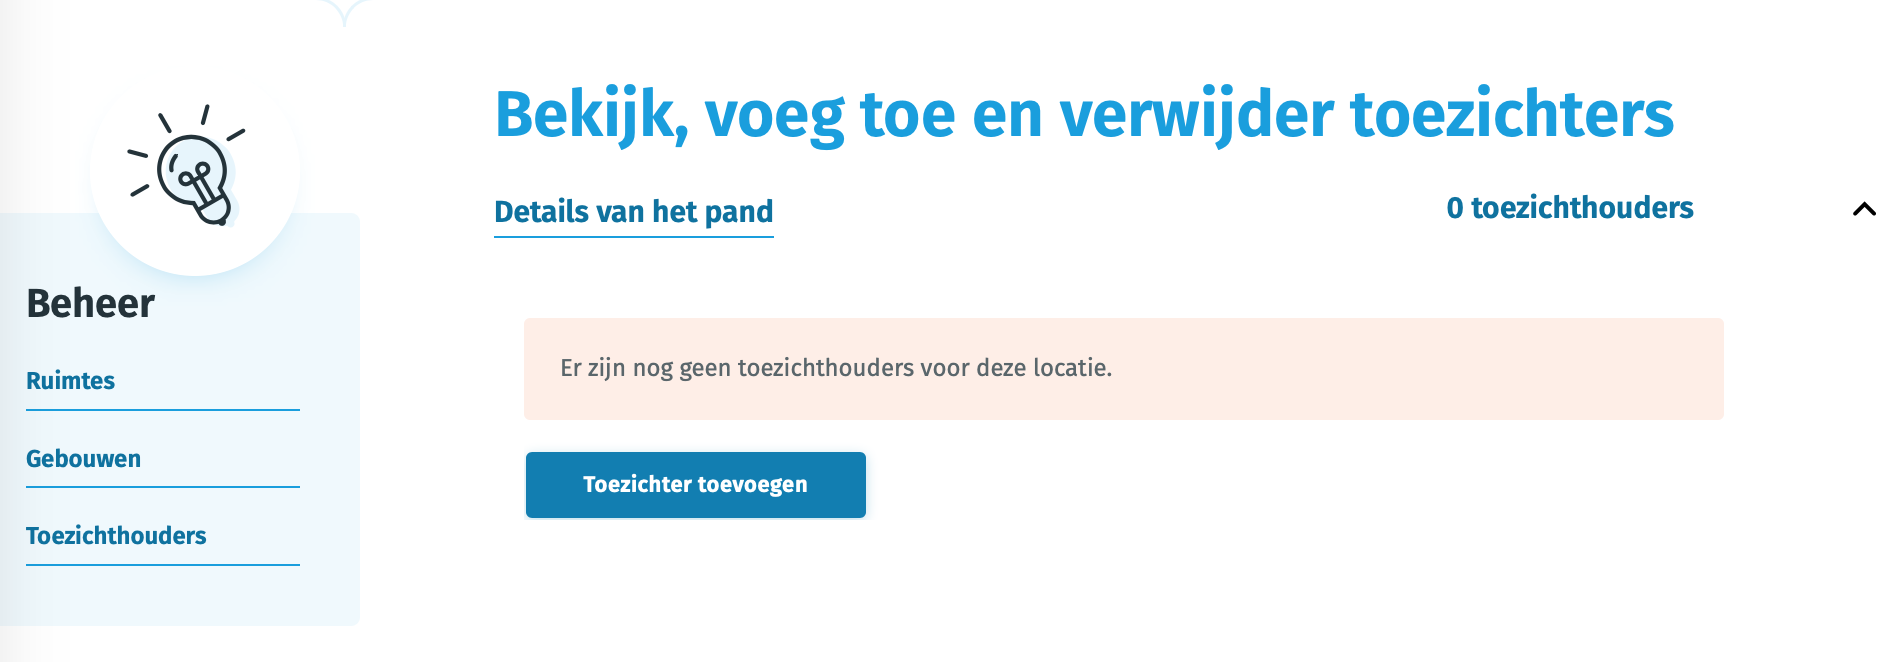 Bekijk, voeg toe en verwijder toezichters
Details van het pand
0 toezichthouders
Beheer
Ruimtes
Gebouwen
Toezichthouders
Er zijn nog geen toezichthouders voor deze locatie.
Toezichter toevoegen